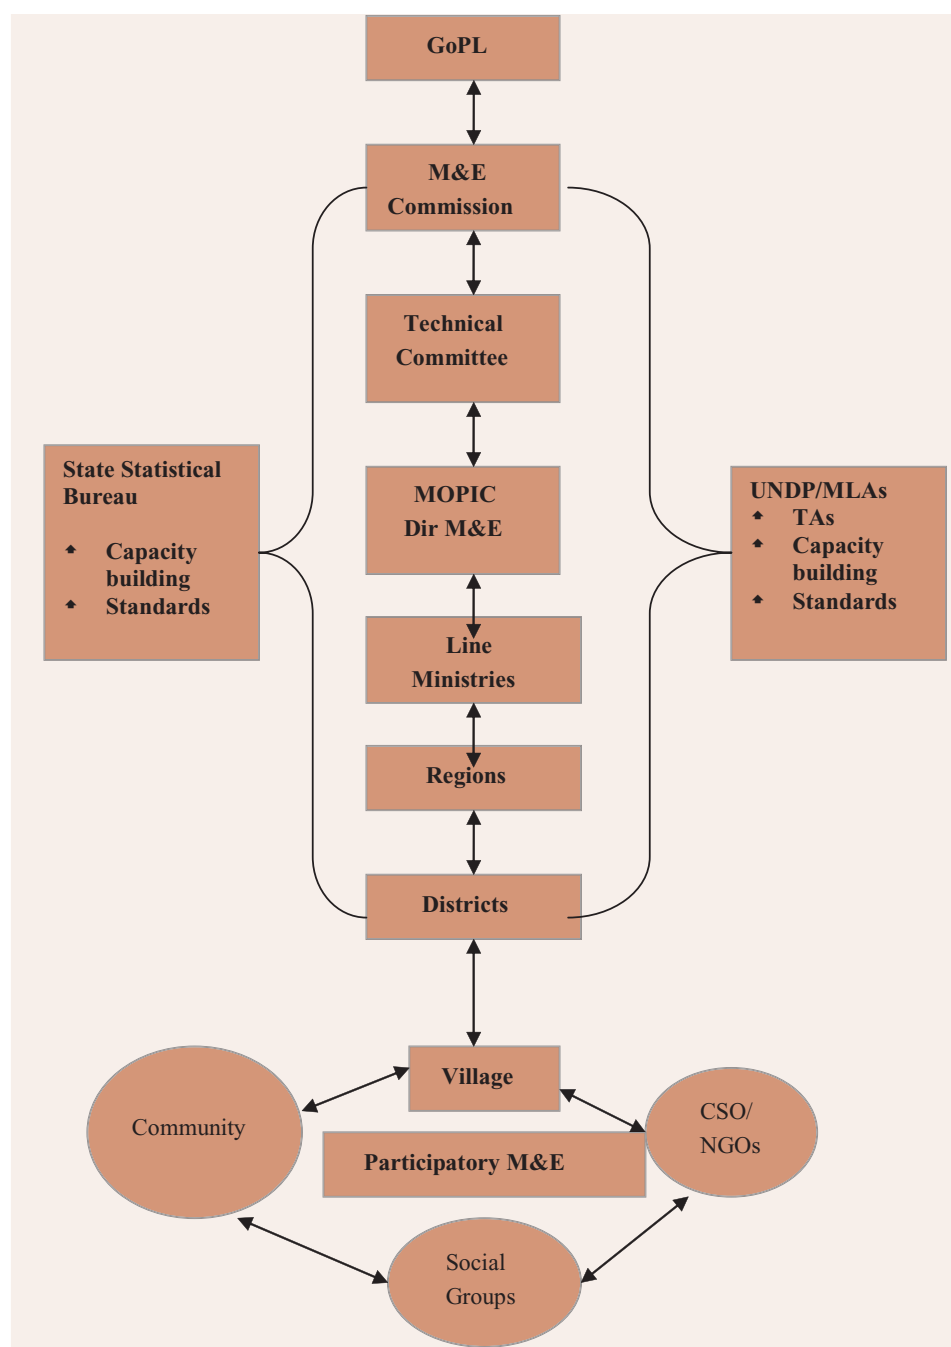 GoPL
M&E
Commission
Technical
Committee
State Statistical
Bureau
Capacity
building
Standards
MOPIC
Dir M&E
UNDP/MLAs
TAs
Capacity
building
Standards
Line
Ministries
Regions
Districts
Village
Community
CSO/
NGOs
Participatory M&E
Social
Groups